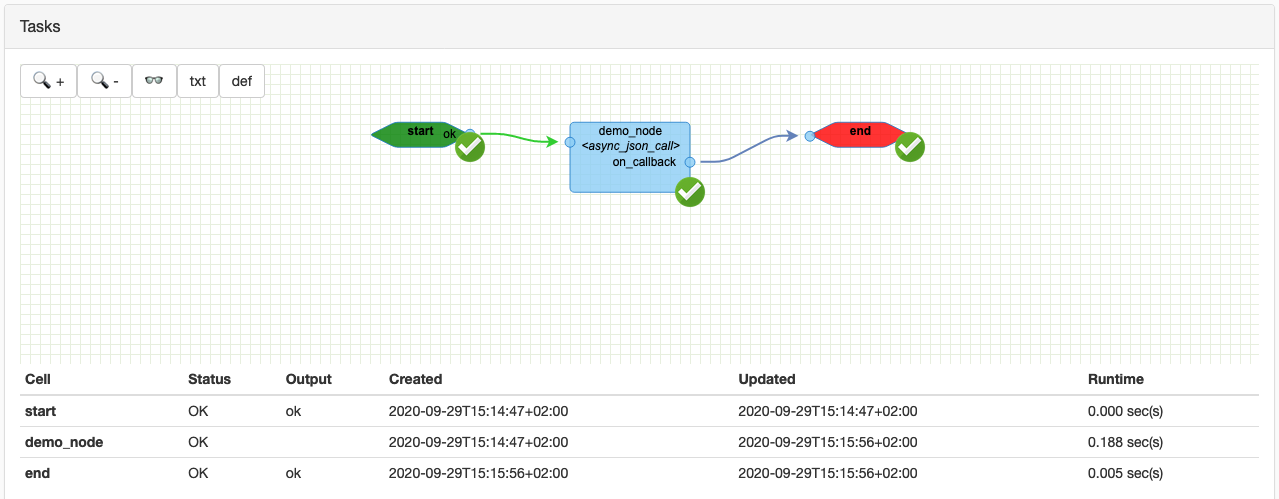 Tasks
+ - txt def
start ok
demo_node
<async_json_call>
on_callback
end
Cell Status Output Created Updated Runtime
start OK ok 2020-09-29T15:14:47+02:00 2020-09-29T15:14:47+02:00 0.000 sec(s)
demo_node OK 2020-09-29T15:14:47+02:00 2020-09-29T15:15:56+02:00 0.188 sec(s)
end OK ok 2020-09-29T15:15:56+02:00 2020-09-29T15:15:56+02:00 0.005 sec(s)